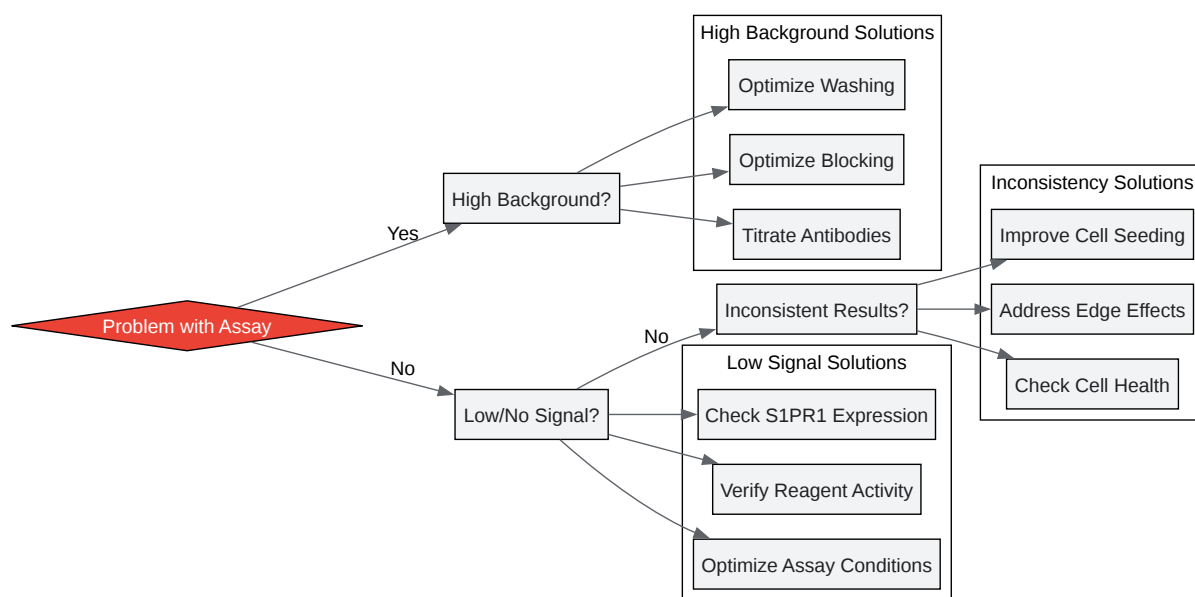 High Background Solutions
Optimize Washing
Optimize Blocking
High Background?
Titrate Antibodies
Yes
Inconsistency Solutions
Improve Cell Seeding
Inconsistent Results?
Address Edge Effects
Check Cell Health
Problem with Assay
No
No
Low/No Signal?
Low Signal Solutions
Check S1PR1 Expression
Verify Reagent Activity
Optimize Assay Conditions